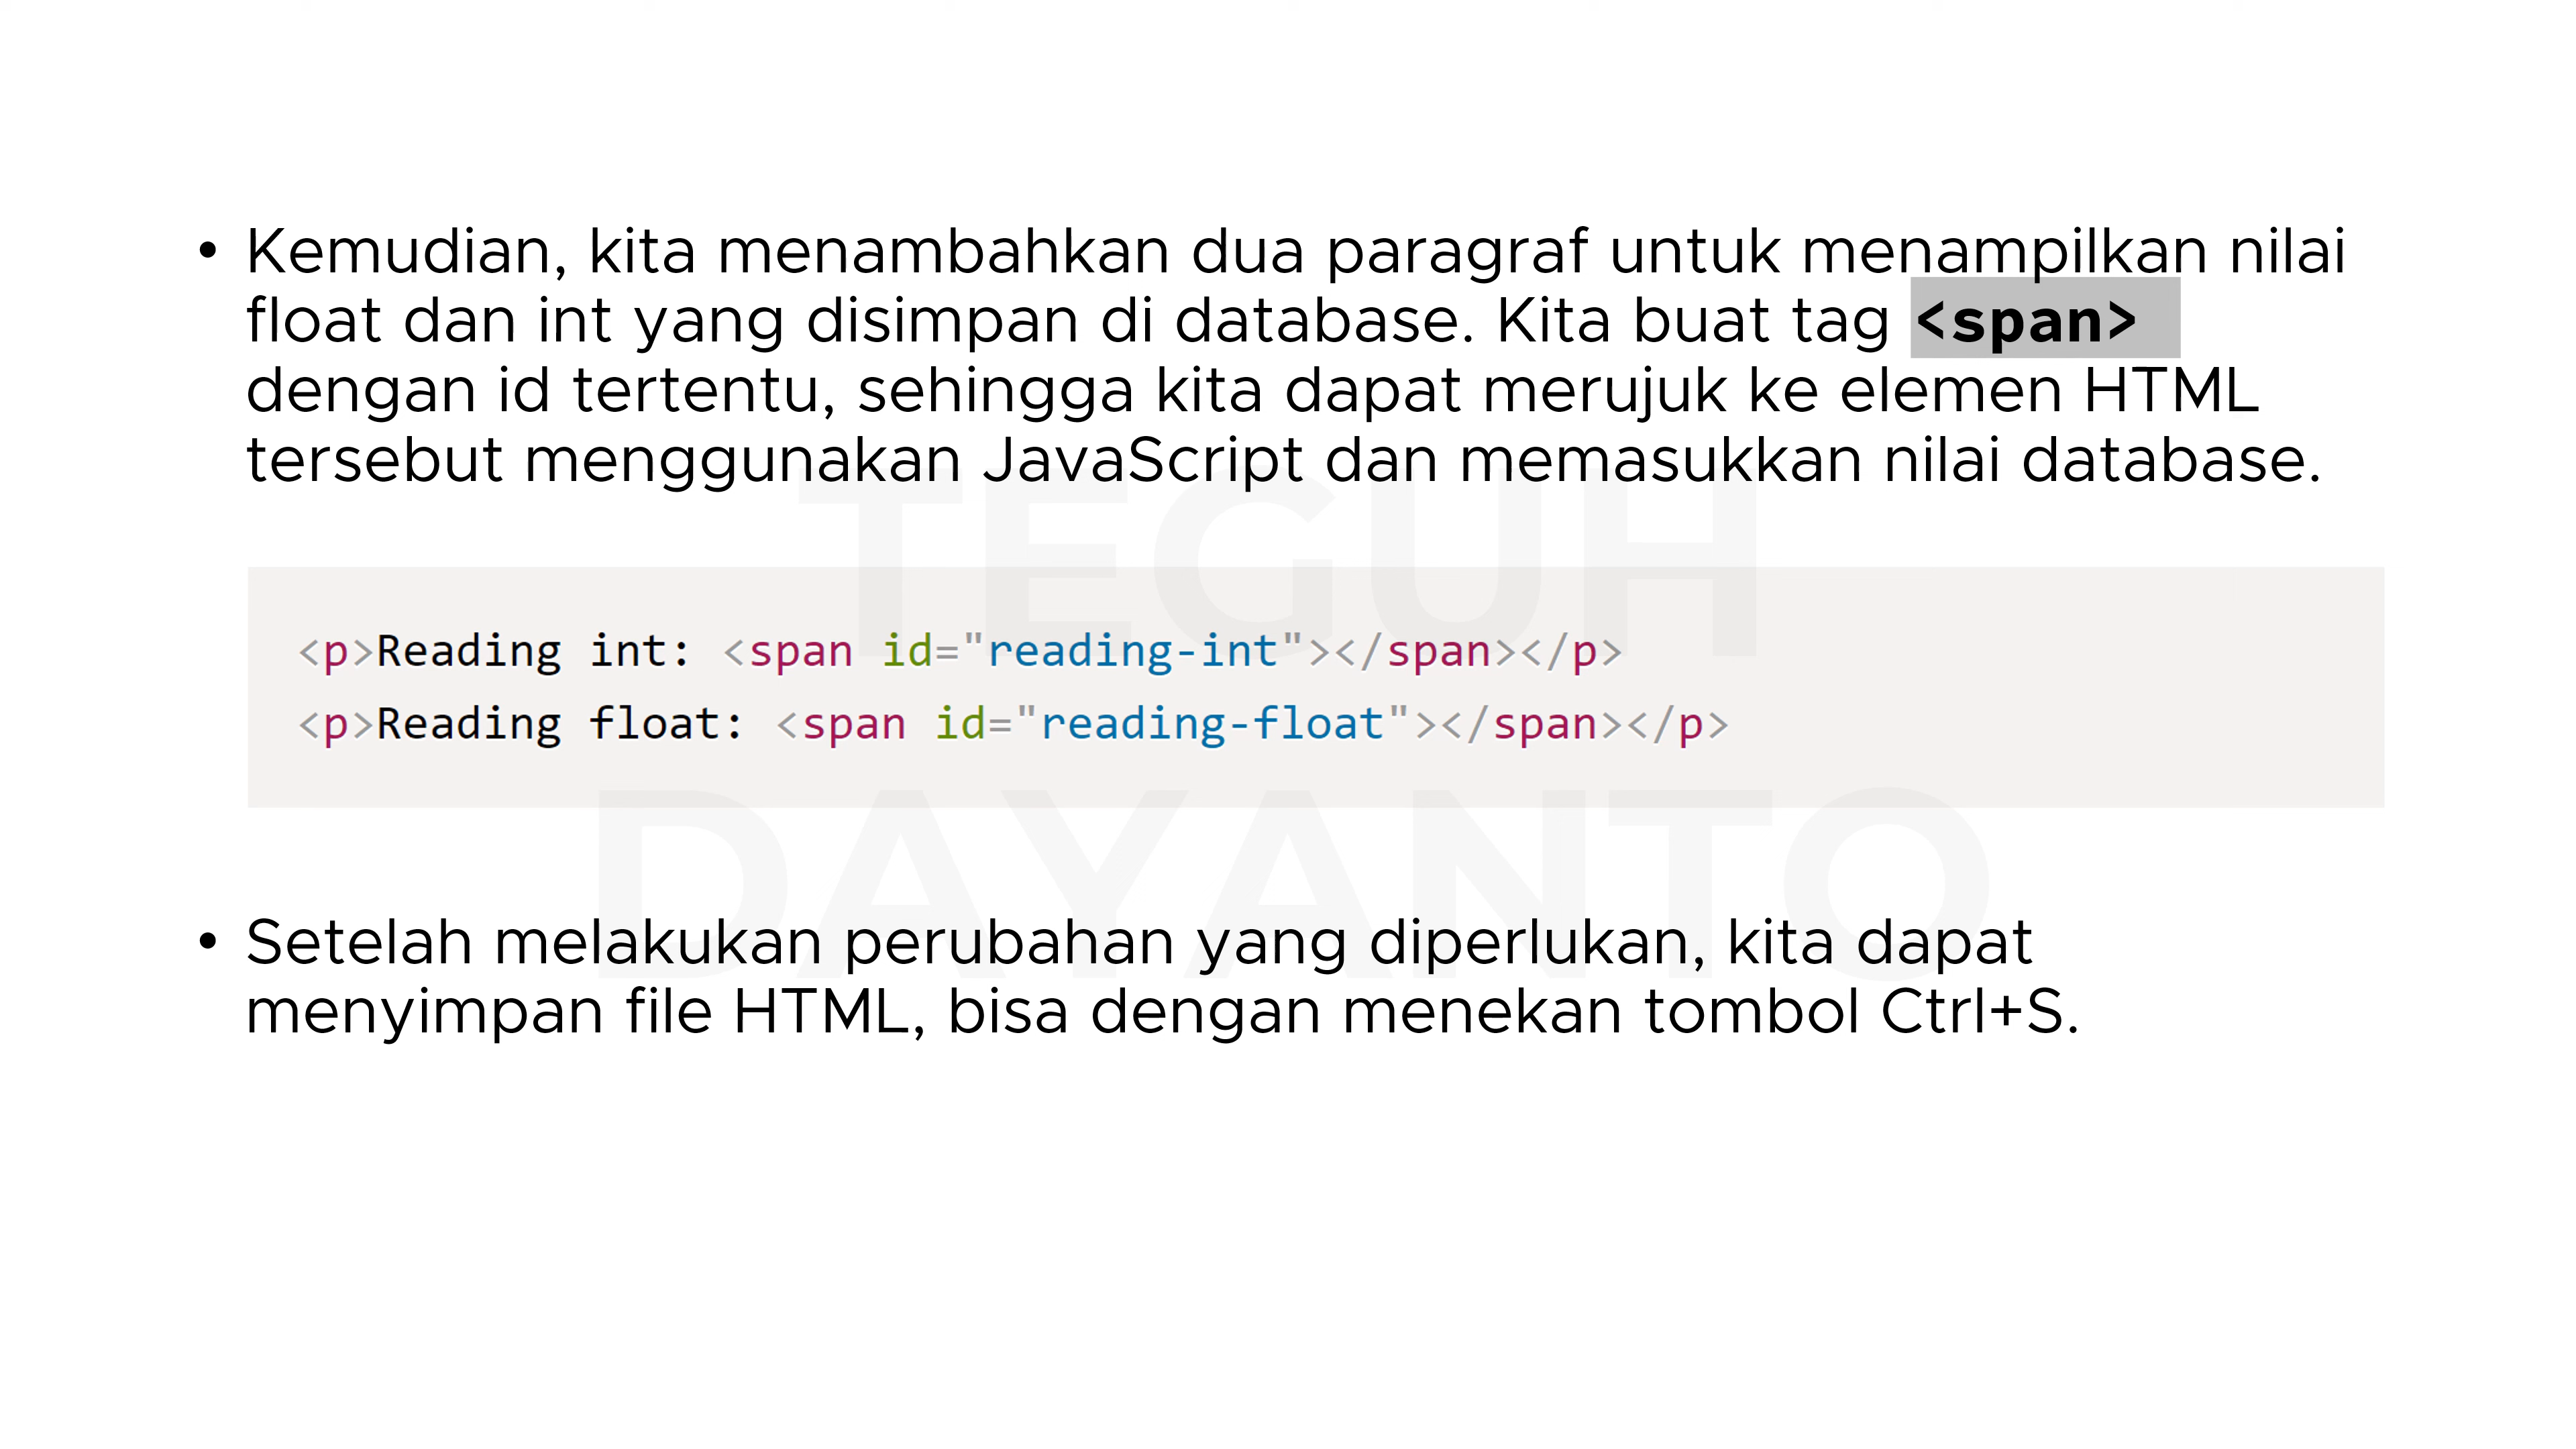 • Kemudian, kita menambahkan dua paragraf untuk menampilkan nilai
float dan int yang disimpan di database. Kita buat tag <span>
dengan id tertentu, sehingga kita dapat merujuk ke elemen HTML
tersebut menggunakan JavaScript dan memasukkan nilai database.
TEGUH
<p>Reading int: <span id="reading-int"></span></p>
<p>Reading float: <span id="reading-float"></span></p>
DAYANTO
• Setelah melakukan perubahan yang diperlukan, kita dapat
menyimpan file HTML, bisa dengan menekan tombol Ctrl+S.